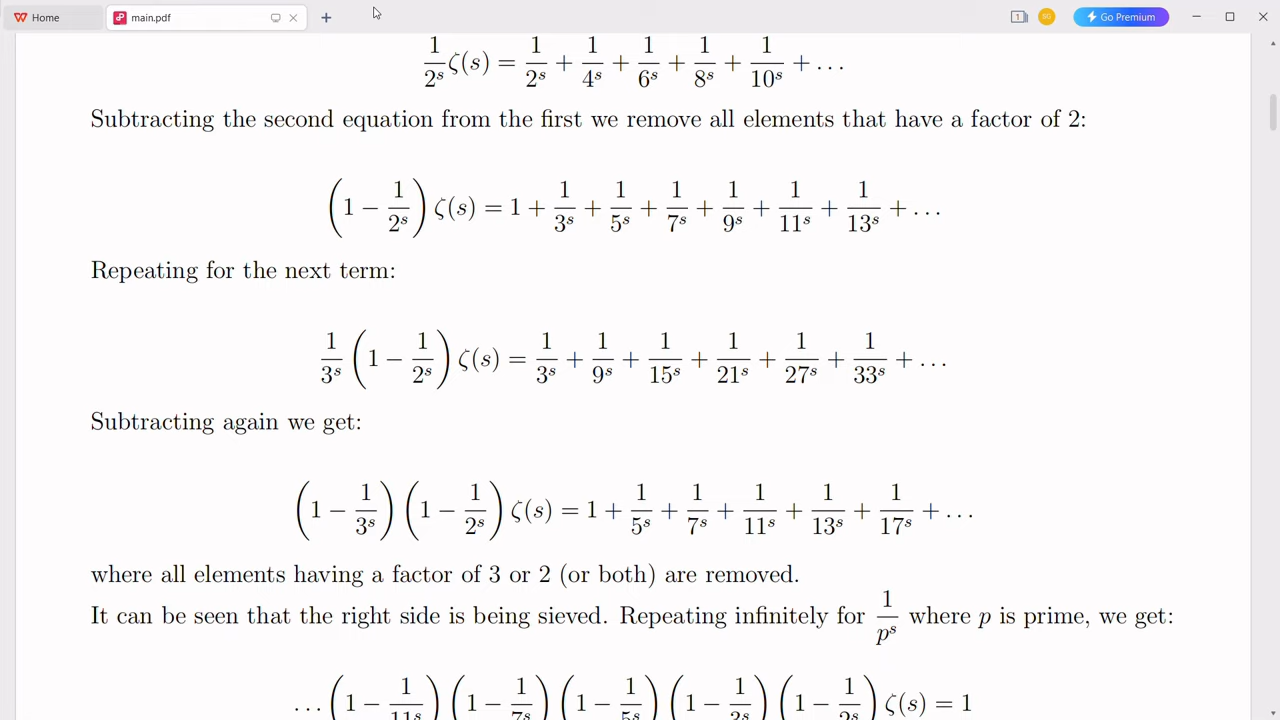 Home
main.pdf
1
Go Premium
1/2^s ζ(s) = 1/2^s + 1/4^s + 1/6^s + 1/8^s + 1/10^s + …
Subtracting the second equation from the first we remove all elements that have a factor of 2:
(1 − 1/2^s) ζ(s) = 1 + 1/3^s + 1/5^s + 1/7^s + 1/9^s + 1/11^s + 1/13^s + …
Repeating for the next term:
1/3^s (1 − 1/2^s) ζ(s) = 1/3^s + 1/9^s + 1/15^s + 1/21^s + 1/27^s + 1/33^s + …
Subtracting again we get:
(1 − 1/3^s) (1 − 1/2^s) ζ(s) = 1 + 1/5^s + 1/7^s + 1/11^s + 1/13^s + 1/17^s + …
where all elements having a factor of 3 or 2 (or both) are removed.
It can be seen that the right side is being sieved. Repeating infinitely for 1/p^s where p is prime, we get:
… (1 − 1/11^s) (1 − 1/7^s) (1 − 1/5^s) (1 − 1/3^s) (1 − 1/2^s) ζ(s) = 1